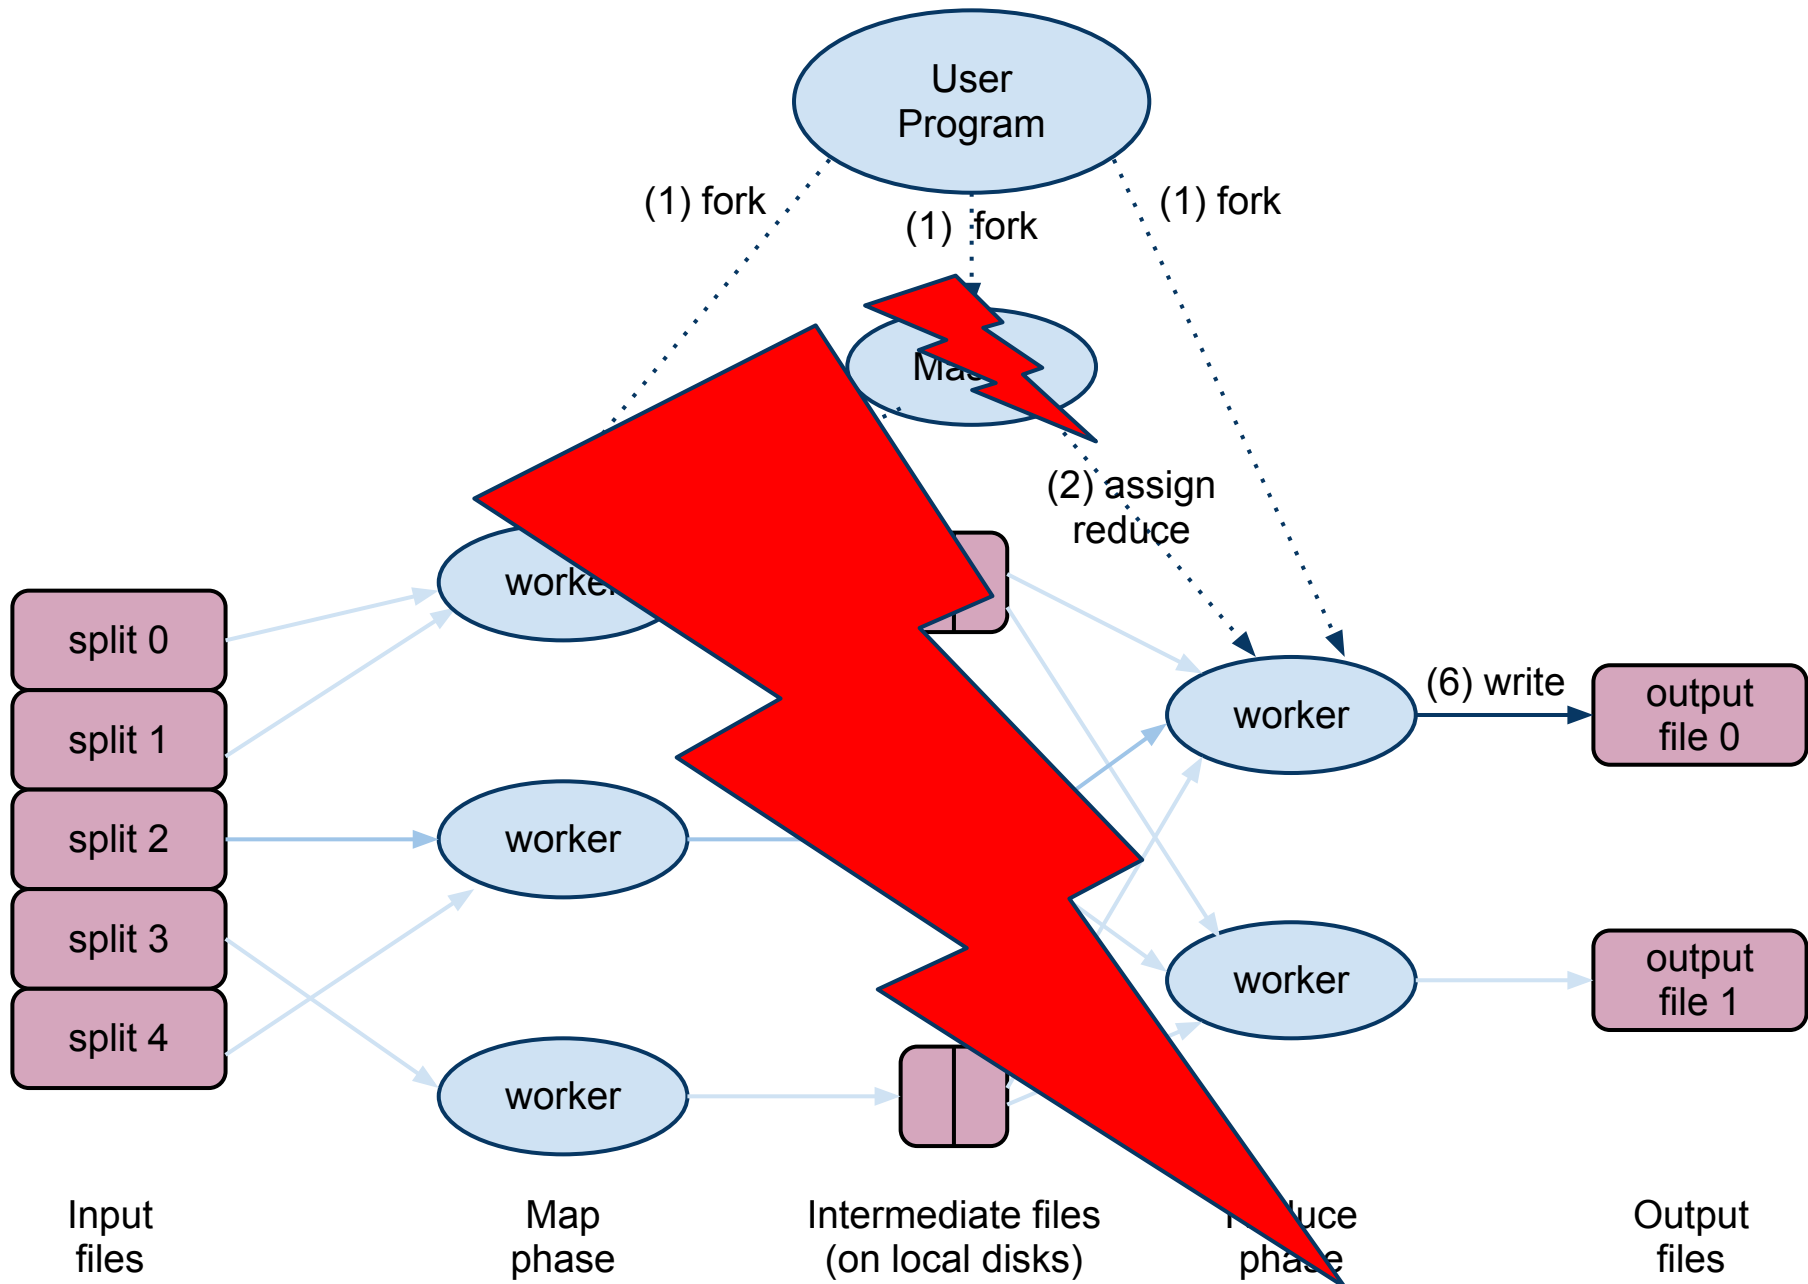 User
Program
(1) fork
(1) fork
(1) fork
(2) assign
reduce
worker
split 0
split 1
split 2
split 3
split 4
worker
worker
worker
(6) write
output
file 0
worker
output
file 1
Input
files
Map
phase
Intermediate files
(on local disks)
Reduce
phase
Output
files